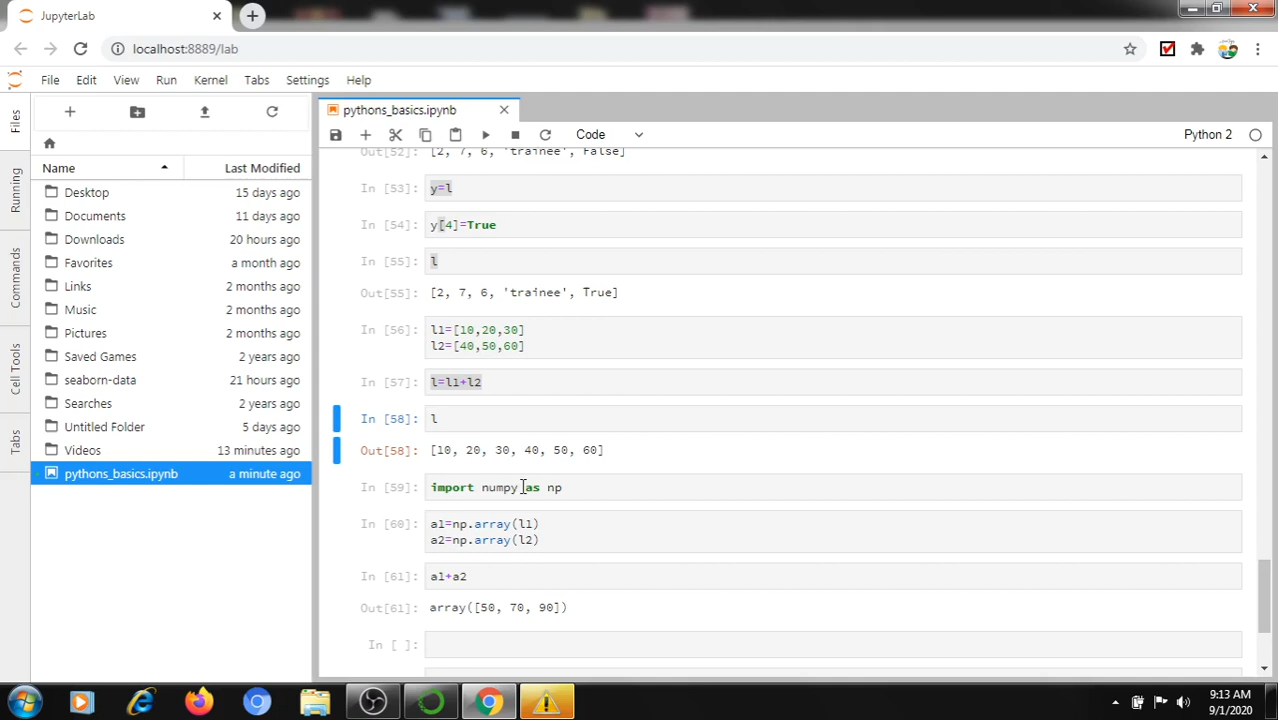 JupyterLab
localhost:8889/lab
File Edit View Run Kernel Tabs Settings Help
Files
Running
Commands
Cell Tools
Tabs
Name Last Modified
Desktop 15 days ago
Documents 11 days ago
Downloads 20 hours ago
Favorites a month ago
Links 2 months ago
Music 2 months ago
Pictures 2 months ago
Saved Games 2 years ago
seaborn-data 21 hours ago
Searches 2 years ago
Untitled Folder 5 days ago
Videos 13 minutes ago
pythons_basics.ipynb a minute ago
pythons_basics.ipynb
Code Python 2
Out[52]: [2, 7, 6, 'trainee', False]
In [53]: y=l
In [54]: y[4]=True
In [55]: l
Out[55]: [2, 7, 6, 'trainee', True]
In [56]: l1=[10,20,30]
l2=[40,50,60]
In [57]: l=l1+l2
In [58]: l
Out[58]: [10, 20, 30, 40, 50, 60]
In [59]: import numpy as np
In [60]: a1=np.array(l1)
a2=np.array(l2)
In [61]: a1+a2
Out[61]: array([50, 70, 90])
In [ ]:
9:13 AM
9/1/2020